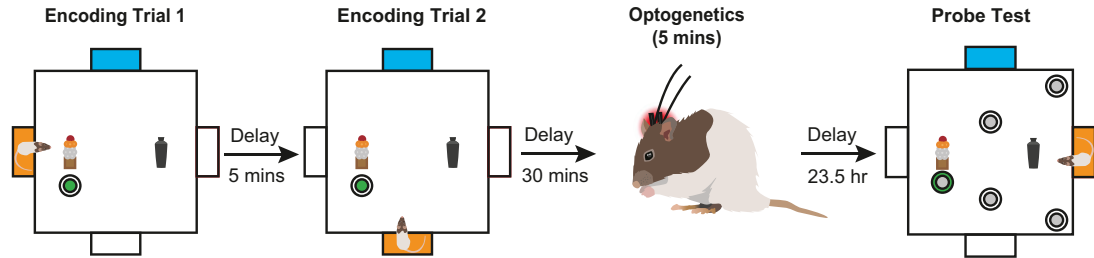 Encoding Trial 1
Encoding Trial 2
Optogenetics
(5 mins)
Probe Test
Delay
5 mins
Delay
30 mins
Delay
23.5 hr